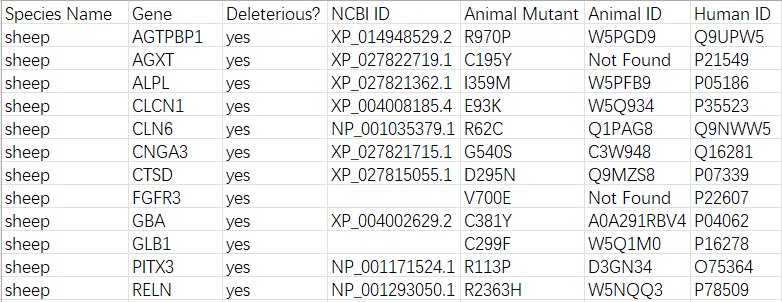 Species Name Gene Deleterious? NCBI ID Animal Mutant Animal ID Human ID
sheep AGTPBP1 yes XP_014948529.2 R970P W5PGD9 Q9UPW5
sheep AGXT yes XP_027822719.1 C195Y Not Found P21549
sheep ALPL yes XP_027821362.1 I359M W5PFB9 P05186
sheep CLCN1 yes XP_004008185.4 E93K W5Q934 P35523
sheep CLN6 yes NP_001035379.1 R62C Q1PAG8 Q9NWW5
sheep CNGA3 yes XP_027821715.1 G540S C3W948 Q16281
sheep CTSD yes XP_027815055.1 D295N Q9MZS8 P07339
sheep FGFR3 yes V700E Not Found P22607
sheep GBA yes XP_004002629.2 C381Y A0A291RBV4 P04062
sheep GLB1 yes C299F W5Q1M0 P16278
sheep PITX3 yes NP_001171524.1 R113P D3GN34 O75364
sheep RELN yes NP_001293050.1 R2363H W5NQQ3 P78509